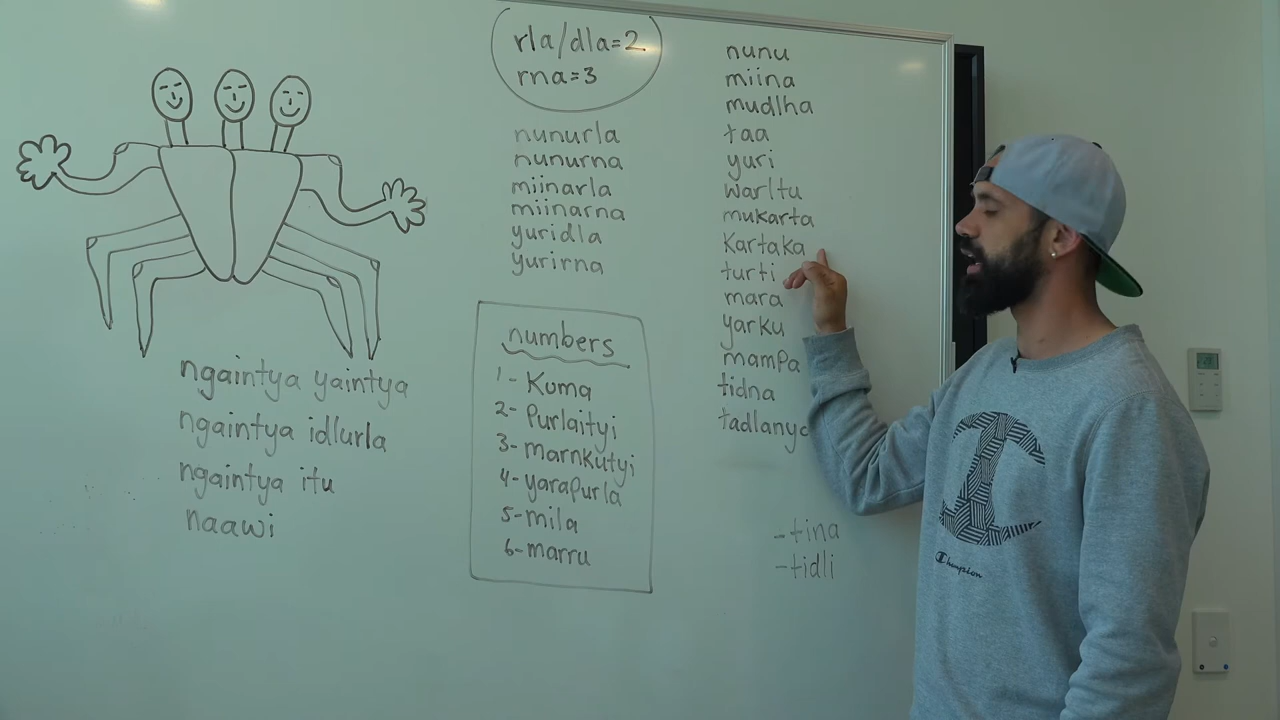 rla/dla=2
rna=3
nunurla
nunurna
miinarla
miinarna
yuridla
yurirna
numbers
1- Kuma
2- Purlaityi
3- marnkutyi
4- yarapurla
5- mila
6- marru
ngaintya yaintya
ngaintya idlurla
ngaintya itu
naawi
nunu
miina
mudlha
taa
yuri
warltu
mukarta
Kartaka
turti
mara
yarku
mampa
tidna
tadlanya
-tina
-tidli
Champion